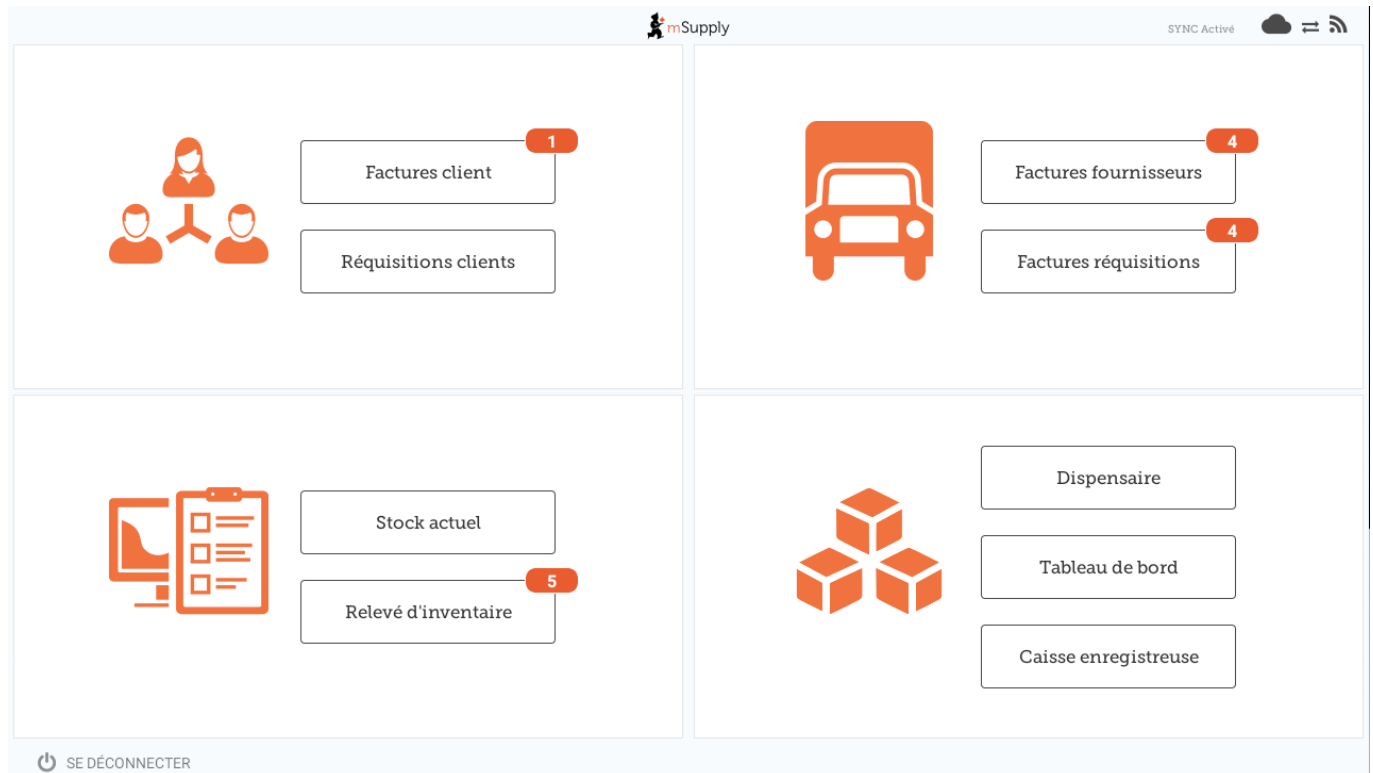 mSupply
SYNC Activé
1
Factures client
Réquisitions clients
4
Factures fournisseurs
4
Factures réquisitions
Stock actuel
5
Relevé d'inventaire
Dispensaire
Tableau de bord
Caisse enregistreuse
SE DÉCONNECTER